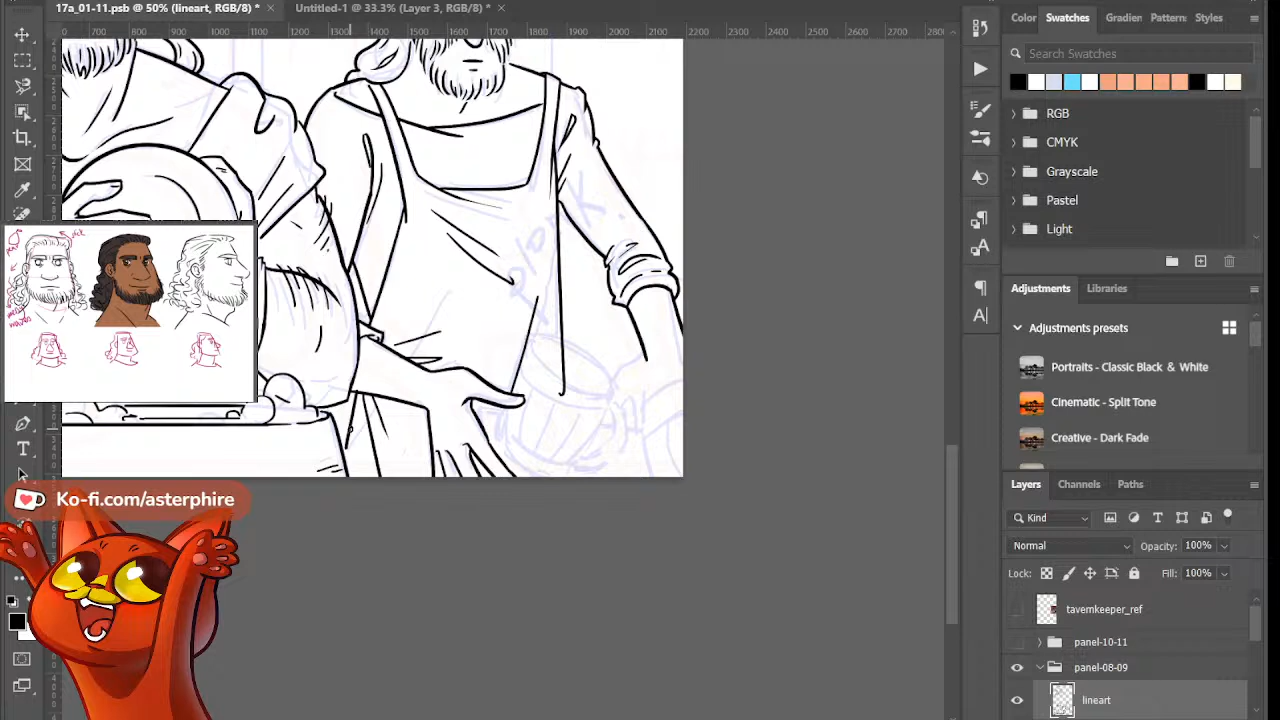 17a_01-11.psb @ 50% (lineart, RGB/8) * × Untitled-1 @ 33.3% (Layer 3, RGB/8) * ×
700 800 900 1000 1100 1200 1300 1400 1500 1600 1700 1800 1900 2000 2100 2200 2300 2400 2500 2600 2700 280
Color Swatches Gradien Pattern: Styles
Search Swatches
RGB
CMYK
Grayscale
Pastel
Light
Adjustments Libraries
Adjustments presets
Portraits - Classic Black & White
Cinematic - Split Tone
Creative - Dark Fade
Layers Channels Paths
Kind
Normal Opacity: 100%
Lock: Fill: 100%
tavernkeeper_ref
panel-10-11
panel-08-09
lineart
Plonk.
Ko-fi.com/asterphire